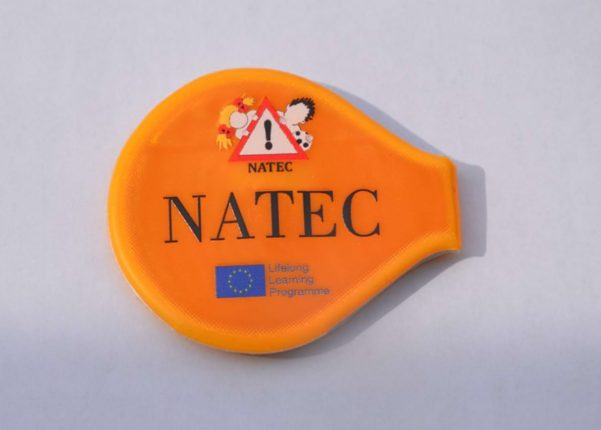 !
NATEC
NATEC
Lifelong
Learning
Programme